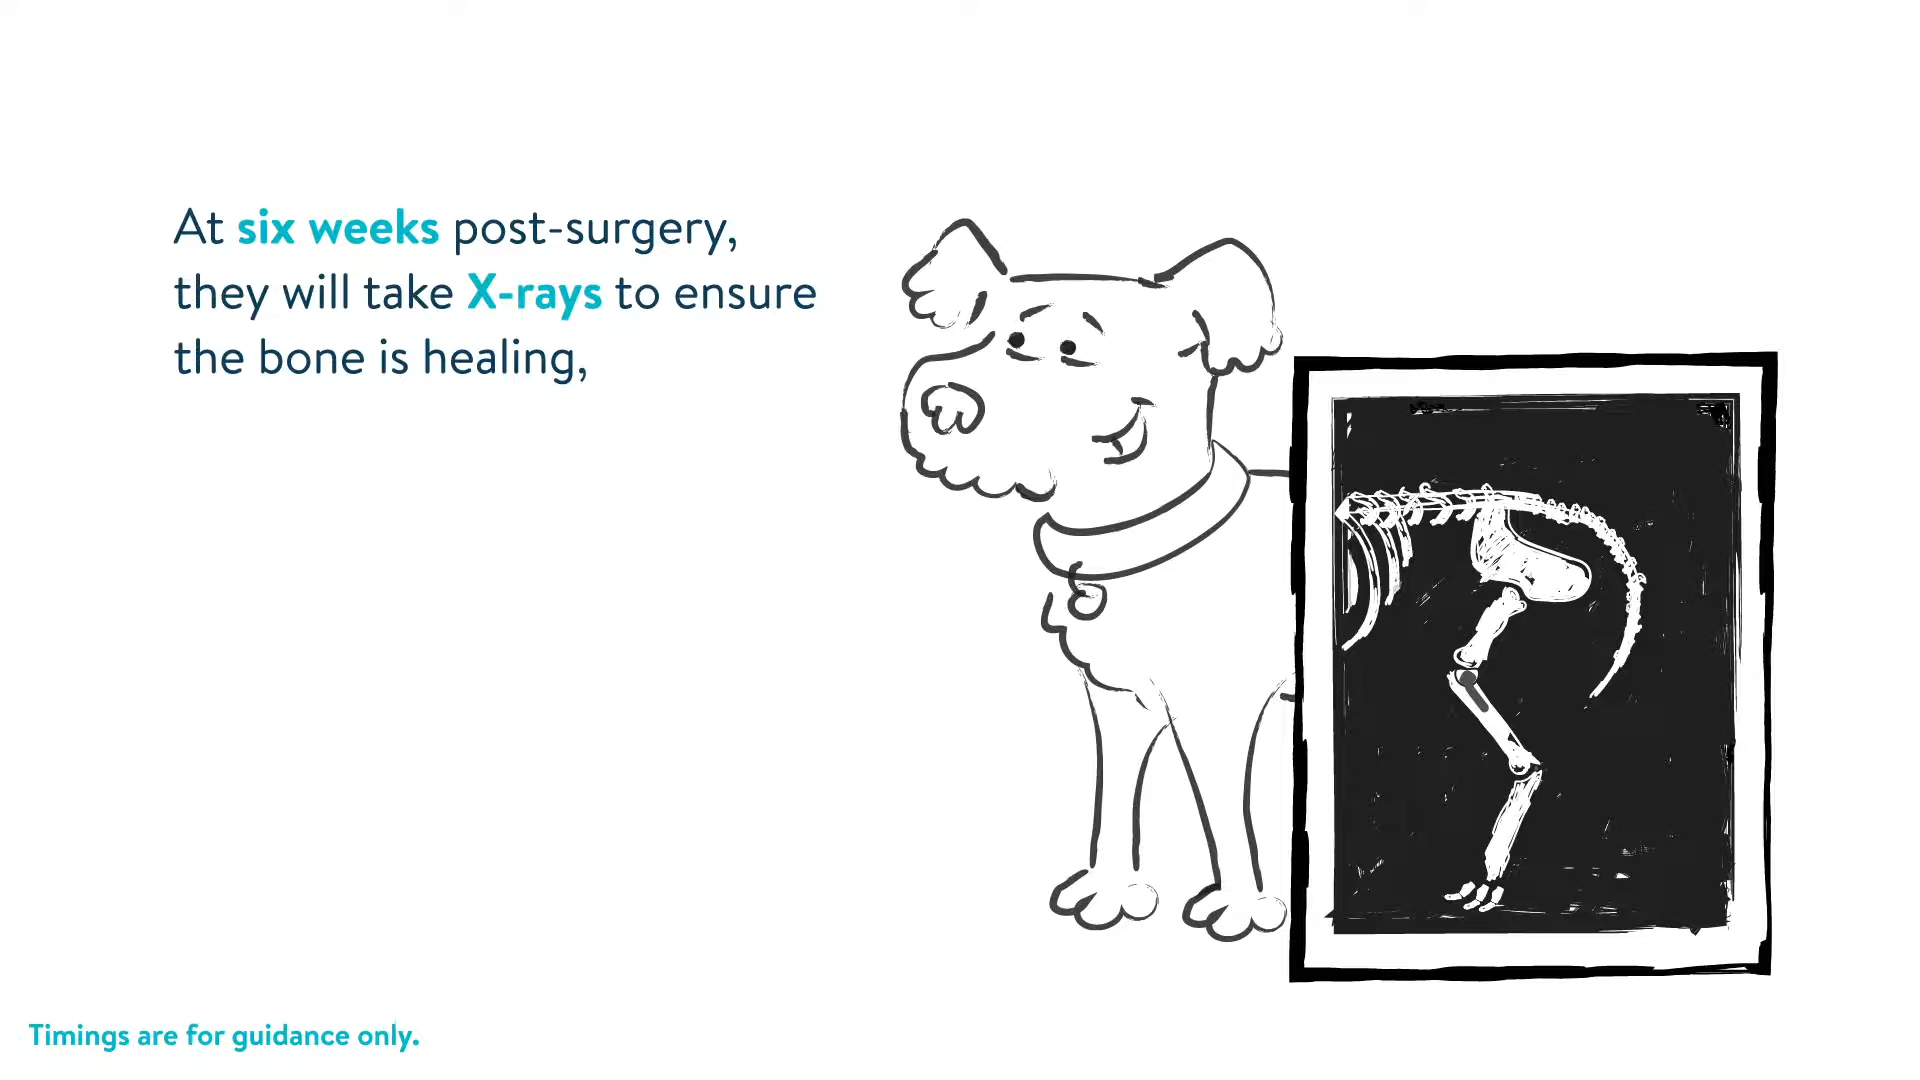 At six weeks post-surgery,
they will take X-rays to ensure
the bone is healing,
Timings are for guidance only.